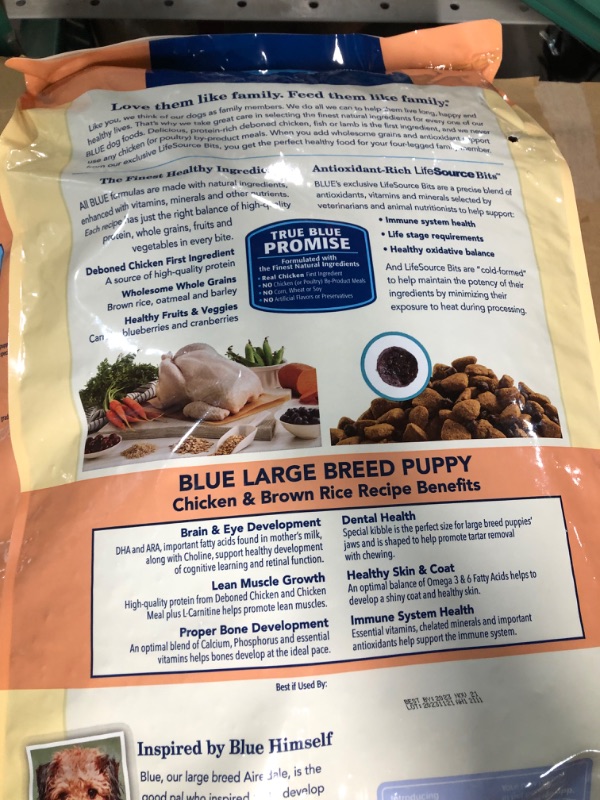 Love them like family. Feed them like family.®
Like you, we think of our dogs as family members. We do all we can to help them live long, happy and
healthy lives. That's why we take great care in selecting the finest natural ingredients for every one of our
BLUE dog foods. Delicious, protein-rich deboned chicken, fish or lamb is the first ingredient, and we never
use any chicken (or poultry) by-product meals. When you add wholesome grains and antioxidant support
our exclusive LifeSource Bits, you get the perfect healthy food for your four-legged family member.
The Finest Healthy
All BLUE formulas are made with natural ingredients,
enhanced with vitamins, minerals and other nutrients.
Each recipe has just the right balance of high-quality
protein, whole grains, fruits and
vegetables in every bite.
Deboned Chicken First Ingredient
A source of high-quality protein
Wholesome Whole Grains
Brown rice, oatmeal and barley
Healthy Fruits & Veggies
blueberries and cranberries
TRUE BLUE
PROMISE
Formulated with
the Finest Natural Ingredients
• Real Chicken First Ingredient
• NO Chicken (or Poultry) By-Product Meals
• NO Corn, Wheat or Soy
• NO Artificial Flavors or Preservatives
Antioxidant-Rich LifeSource Bits™
BLUE's exclusive LifeSource Bits are a precise blend of
antioxidants, vitamins and minerals selected by
veterinarians and animal nutritionists to help support:
• Immune system health
• Life stage requirements
• Healthy oxidative balance
And LifeSource Bits are "cold-formed"
to help maintain the potency of their
ingredients by minimizing their
exposure to heat during processing.
BLUE LARGE BREED PUPPY
Chicken & Brown Rice Recipe Benefits
Brain & Eye Development
DHA and ARA, important fatty acids found in mother's milk,
along with Choline, support healthy development
of cognitive learning and retinal function.
Lean Muscle Growth
High-quality protein from Deboned Chicken and Chicken
Meal plus L-Carnitine helps promote lean muscles.
Proper Bone Development
An optimal blend of Calcium, Phosphorus and essential
vitamins helps bones develop at the ideal pace.
Dental Health
Special kibble is the perfect size for large breed puppies'
jaws and is shaped to help promote tartar removal
with chewing.
Healthy Skin & Coat
An optimal balance of Omega 3 & 6 Fatty Acids helps to
develop a shiny coat and healthy skin.
Immune System Health
Essential vitamins, chelated minerals and important
antioxidants help support the immune system.
Best if Used By:
BEST BY: 2023 NOV 21
Inspired by Blue Himself
Blue, our large breed Airedale, is the
good pal who inspired develop
Introducing